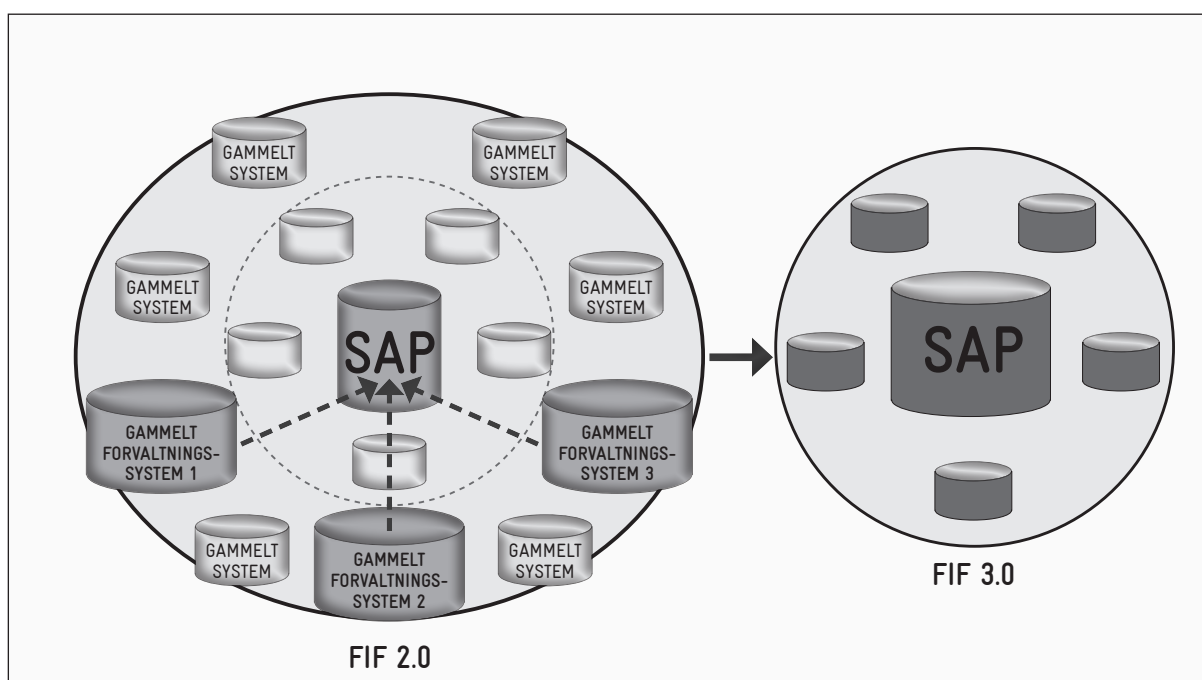 GAMMELT
SYSTEM
GAMMELT
SYSTEM
GAMMELT
SYSTEM
GAMMELT
SYSTEM
SAP
SAP
GAMMELT
FORVALTNINGS-
SYSTEM 1
GAMMELT
FORVALTNINGS-
SYSTEM 3
GAMMELT
SYSTEM
GAMMELT
FORVALTNINGS-
SYSTEM 2
GAMMELT
SYSTEM
FIF 2.0
FIF 3.0